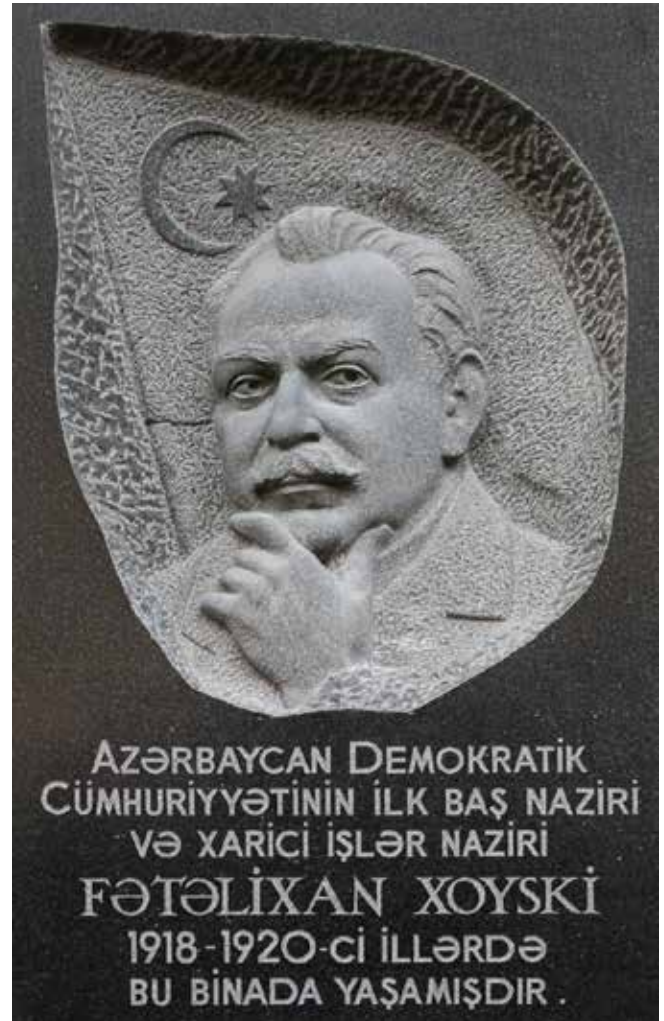 AZƏRBAYCAN DEMOKRATİK
CÜMHURİYYƏTİNİN İLK BAŞ NAZİRİ
VƏ XARİCİ İŞLƏR NAZİRİ
FƏTƏLİXAN XOYSKİ
1918-1920-Cİ İLLƏRDƏ
BU BİNADA YAŞAMIŞDIR.